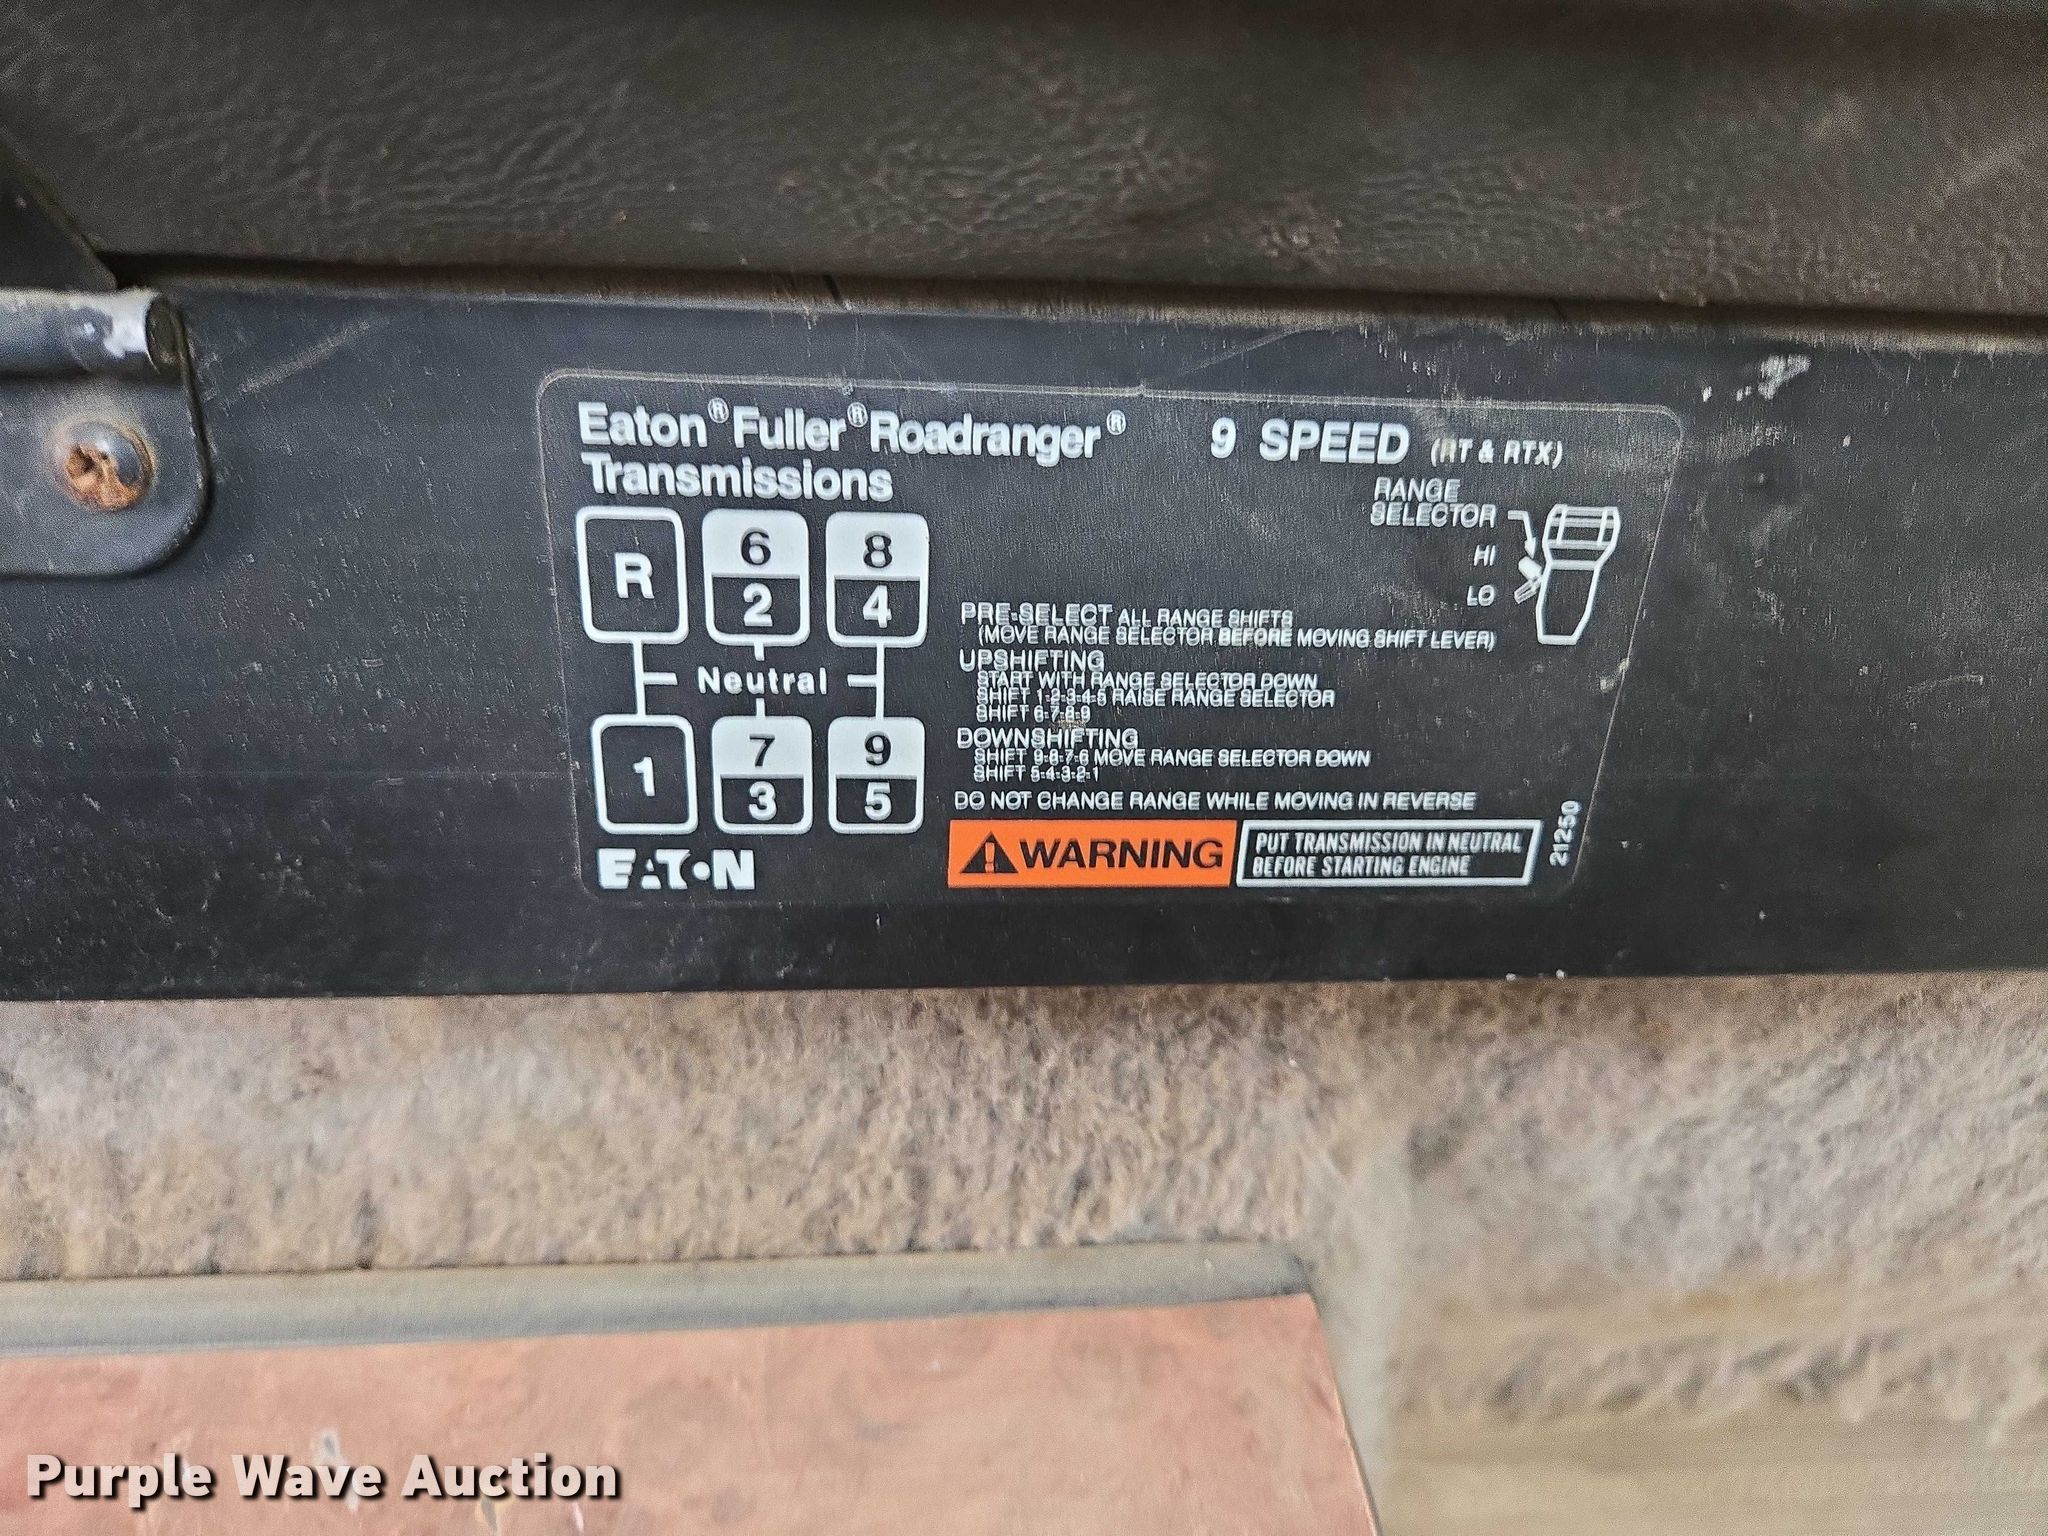 Eaton® Fuller® Roadranger®
Transmissions
9 SPEED (RT & RTX)
RANGE
SELECTOR
HI
LO
R 6 8
2 4
Neutral
1 7 9
3 5
EATON
PRE-SELECT ALL RANGE SHIFTS
(MOVE RANGE SELECTOR BEFORE MOVING SHIFT LEVER)
UPSHIFTING
START WITH RANGE SELECTOR DOWN
SHIFT 1-2-3-4-5 RAISE RANGE SELECTOR
SHIFT 6-7-8-9
DOWNSHIFTING
SHIFT 9-8-7-6 MOVE RANGE SELECTOR DOWN
SHIFT 5-4-3-2-1
DO NOT CHANGE RANGE WHILE MOVING IN REVERSE
WARNING
PUT TRANSMISSION IN NEUTRAL
BEFORE STARTING ENGINE
21250
Purple Wave Auction